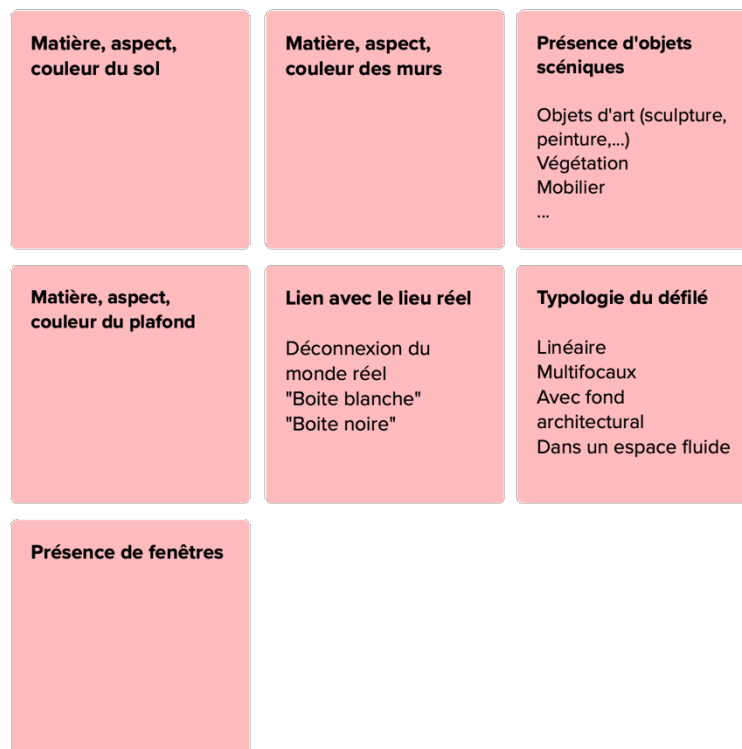 Matière, aspect,
couleur du sol
Matière, aspect,
couleur des murs
Présence d'objets
scéniques
Objets d'art (sculpture,
peinture,...)
Végétation
Mobilier
...
Matière, aspect,
couleur du plafond
Lien avec le lieu réel
Déconnexion du
monde réel
"Boite blanche"
"Boite noire"
Typologie du défilé
Linéaire
Multifocaux
Avec fond
architectural
Dans un espace fluide
Présence de fenêtres